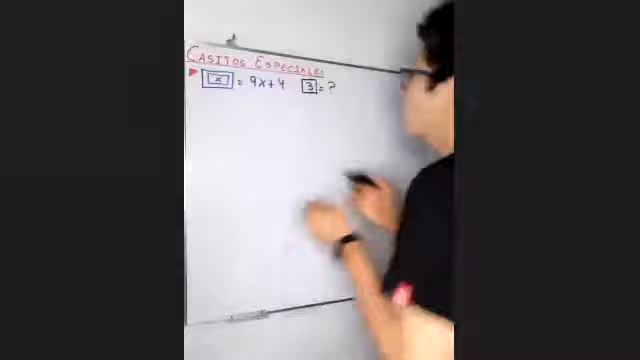 CASITOS ESPECIALES
x = 9x+4 3 = ?